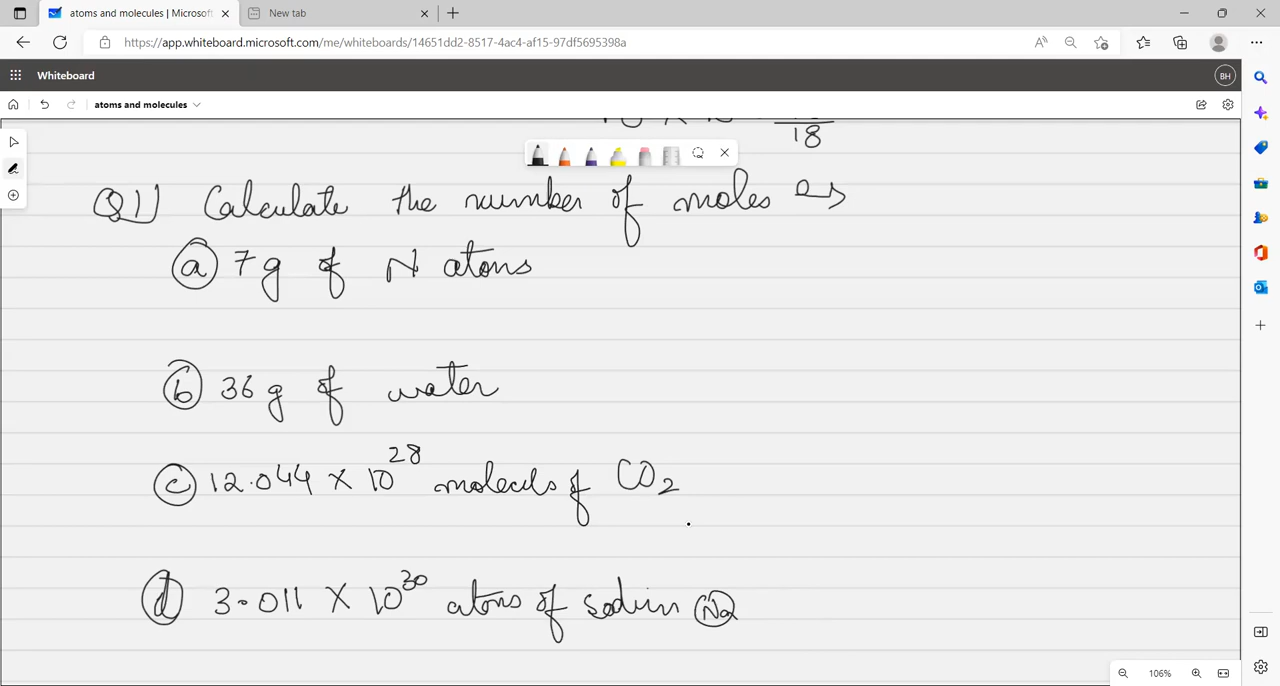 atoms and molecules | Microsof
New tab
https://app.whiteboard.microsoft.com/me/whiteboards/14651dd2-8517-4ac4-af15-97df5695398a
Whiteboard
BH
atoms and molecules
18
Q1) Calculate the number of moles
a 7g of N atoms
b 36 g of water
c 12.044 × 10^28 molecules of CO2
d 3.011 × 10^30 atoms of sodium Na
106%